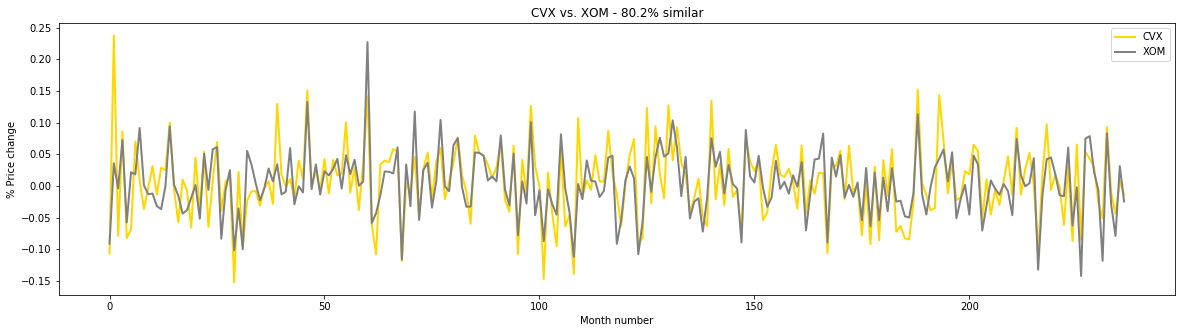 CVX vs. XOM - 80.2% similar
CVX
XOM
% Price change
0.25
0.20
0.15
0.10
0.05
0.00
−0.05
−0.10
−0.15
0 50 100 150 200
Month number